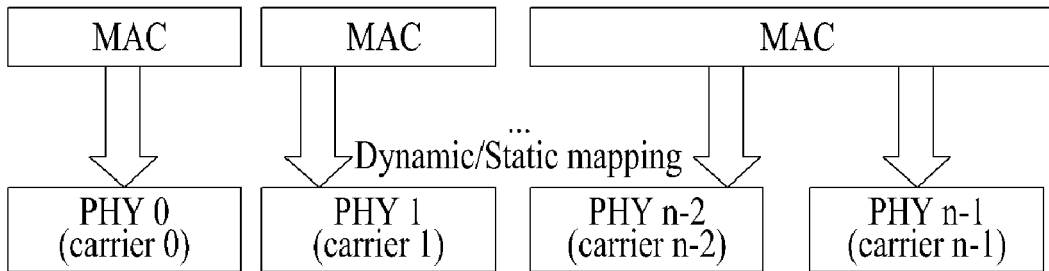 MAC MAC MAC
...
Dynamic/Static mapping
PHY 0 PHY 1 PHY n-2 PHY n-1
(carrier 0) (carrier 1) (carrier n-2) (carrier n-1)